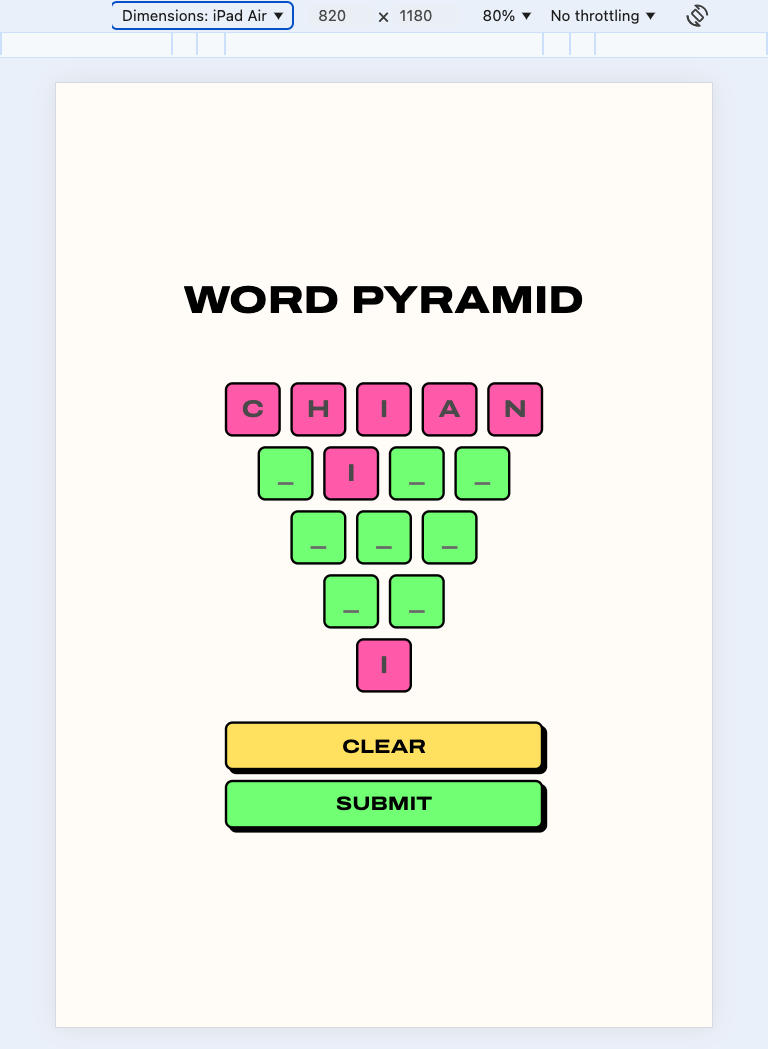 Dimensions: iPad Air ▼ 820 × 1180 80% ▼ No throttling ▼
WORD PYRAMID
C H I A N
_ I _ _
_ _ _
_ _
I
CLEAR
SUBMIT